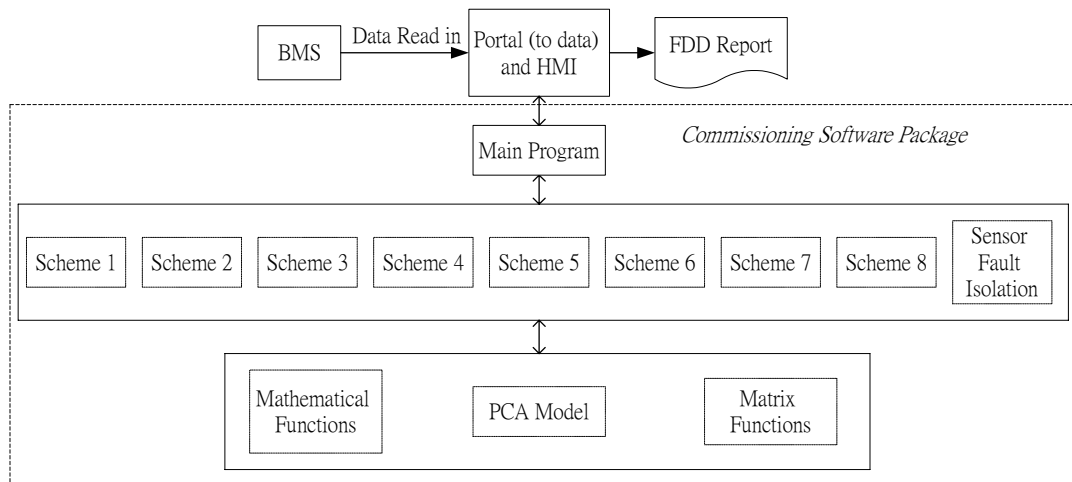 BMS
Data Read in
Portal (to data)
and HMI
FDD Report
Commissioning Software Package
Main Program
Scheme 1
Scheme 2
Scheme 3
Scheme 4
Scheme 5
Scheme 6
Scheme 7
Scheme 8
Sensor
Fault
Isolation
Mathematical
Functions
PCA Model
Matrix
Functions